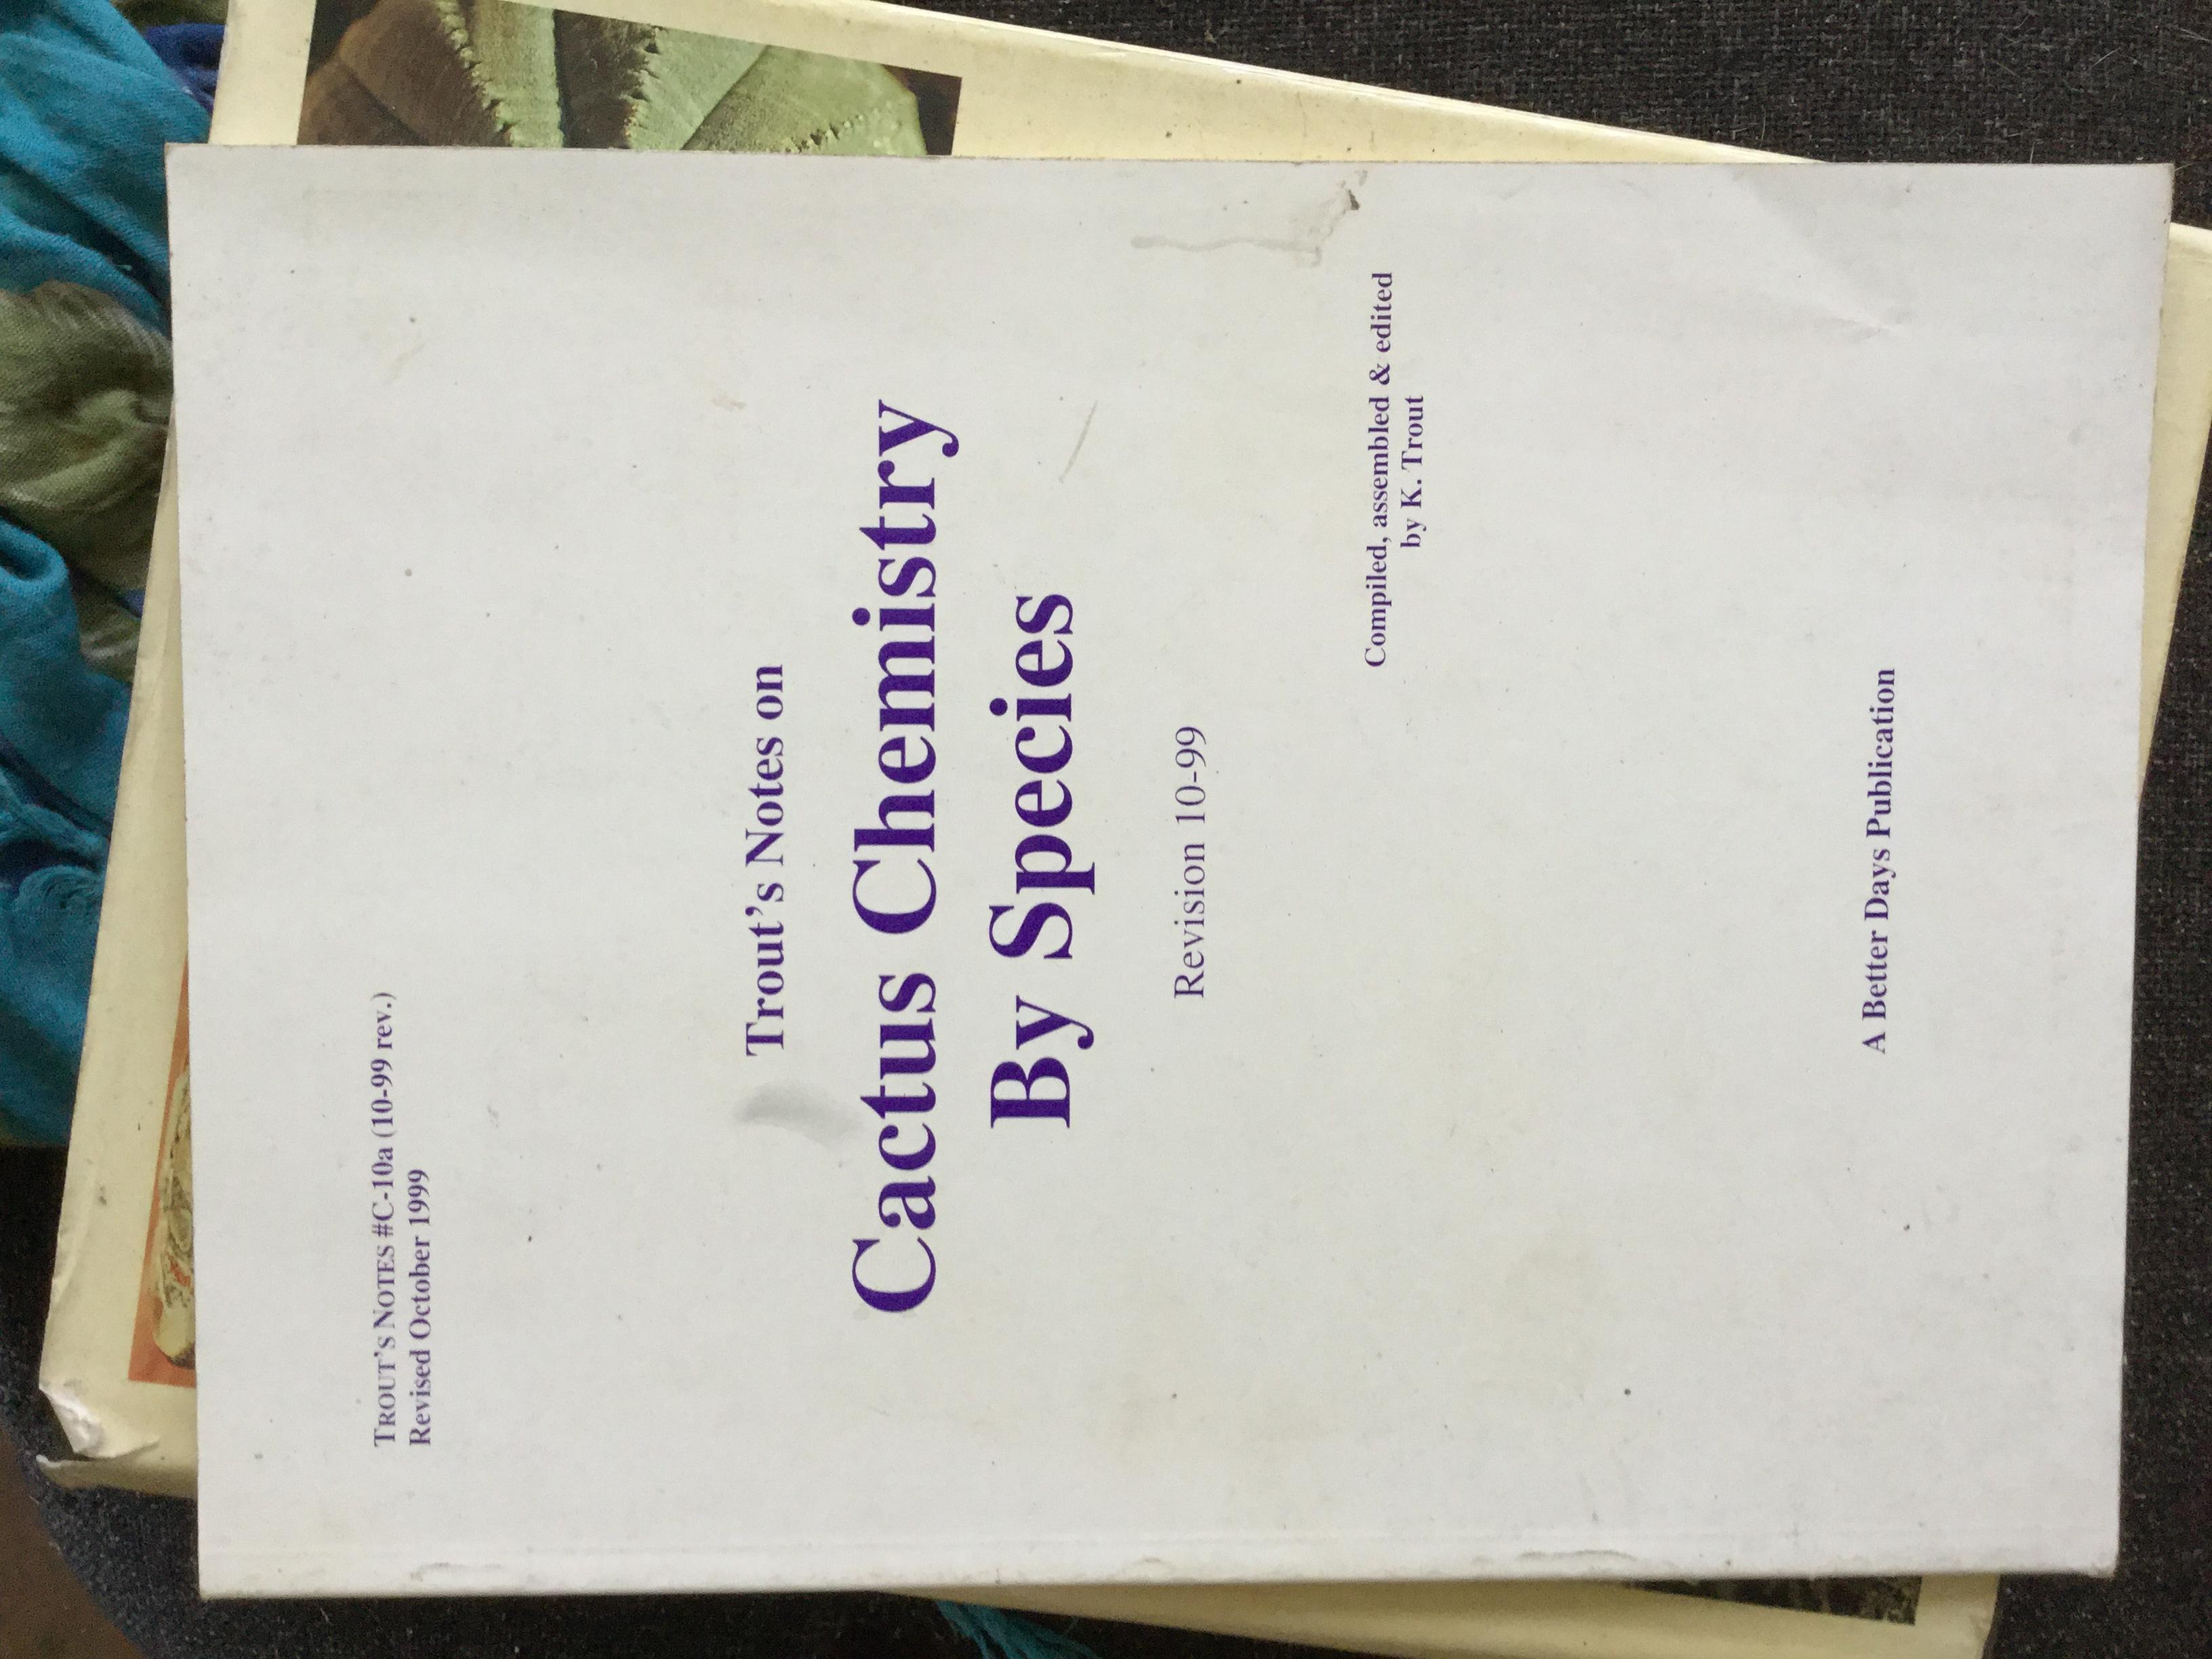 TROUT'S NOTES #C-10a (10-99 rev.)
Revised October 1999
Trout's Notes on
Cactus Chemistry
By Species
Revision 10-99
Compiled, assembled & edited
by K. Trout
A Better Days Publication